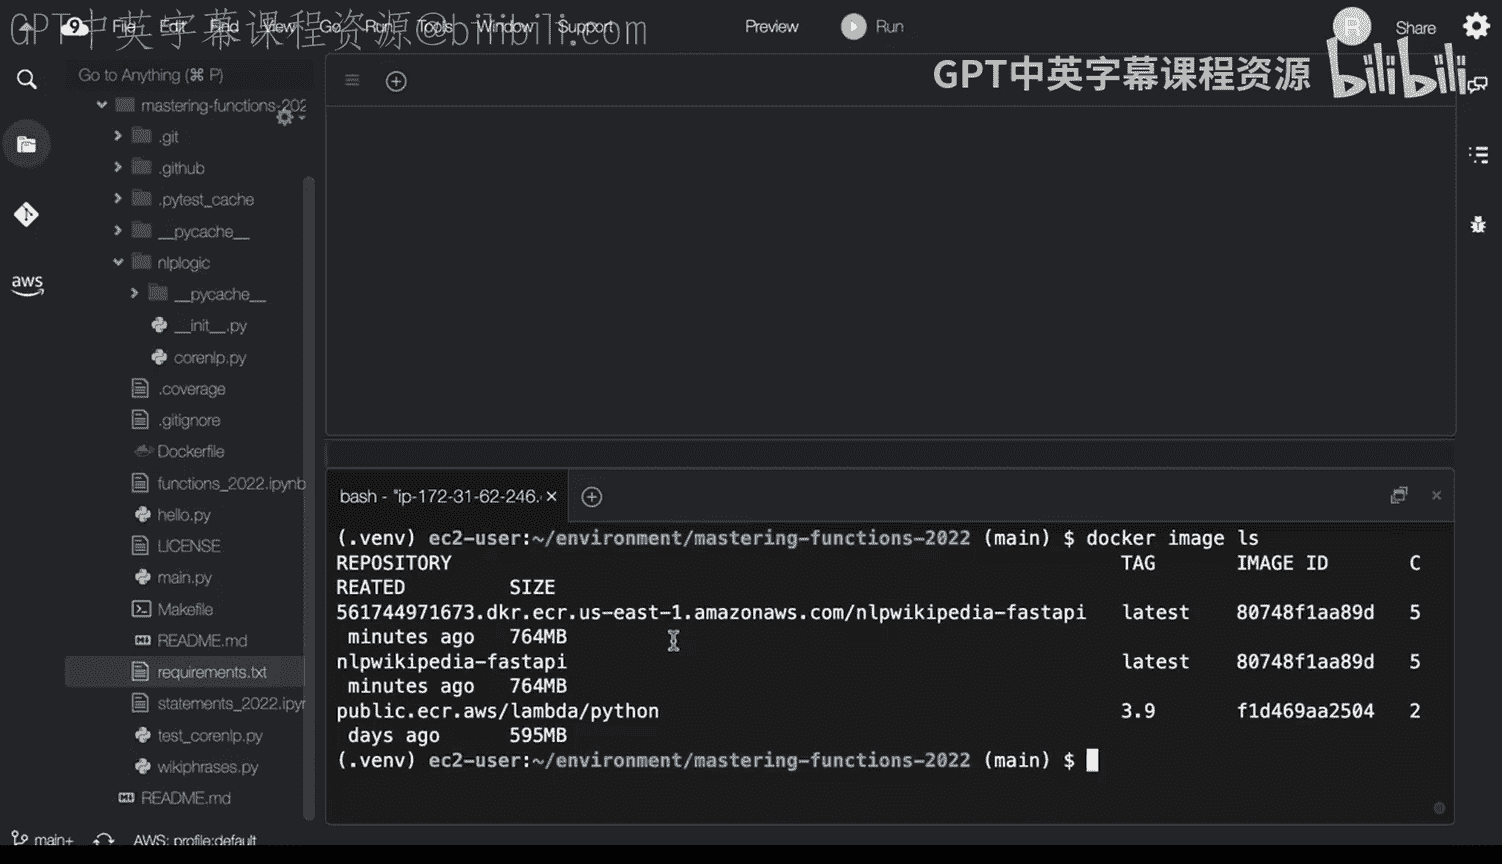 GPT中英字幕课程资源@bilibili.com
File Edit Find View Go Run Tools Window Support Preview Run R Share
Go to Anything (⌘ P)
GPT中英字幕课程资源 bilibili
mastering-functions-202
.git
.github
.pytest_cache
__pycache__
nlplogic
__pycache__
__init__.py
corenlp.py
.coverage
.gitignore
Dockerfile
functions_2022.ipynb
hello.py
LICENSE
main.py
Makefile
README.md
requirements.txt
statements_2022.ipyn
test_corenlp.py
wikiphrases.py
README.md
aws
main+ AWS: profile:default
bash - "ip-172-31-62-246.
(.venv) ec2-user:~/environment/mastering-functions-2022 (main) $ docker image ls
REPOSITORY TAG IMAGE ID C
REATED SIZE
561744971673.dkr.ecr.us-east-1.amazonaws.com/nlpwikipedia-fastapi latest 80748f1aa89d 5
minutes ago 764MB
nlpwikipedia-fastapi latest 80748f1aa89d 5
minutes ago 764MB
public.ecr.aws/lambda/python 3.9 f1d469aa2504 2
days ago 595MB
(.venv) ec2-user:~/environment/mastering-functions-2022 (main) $